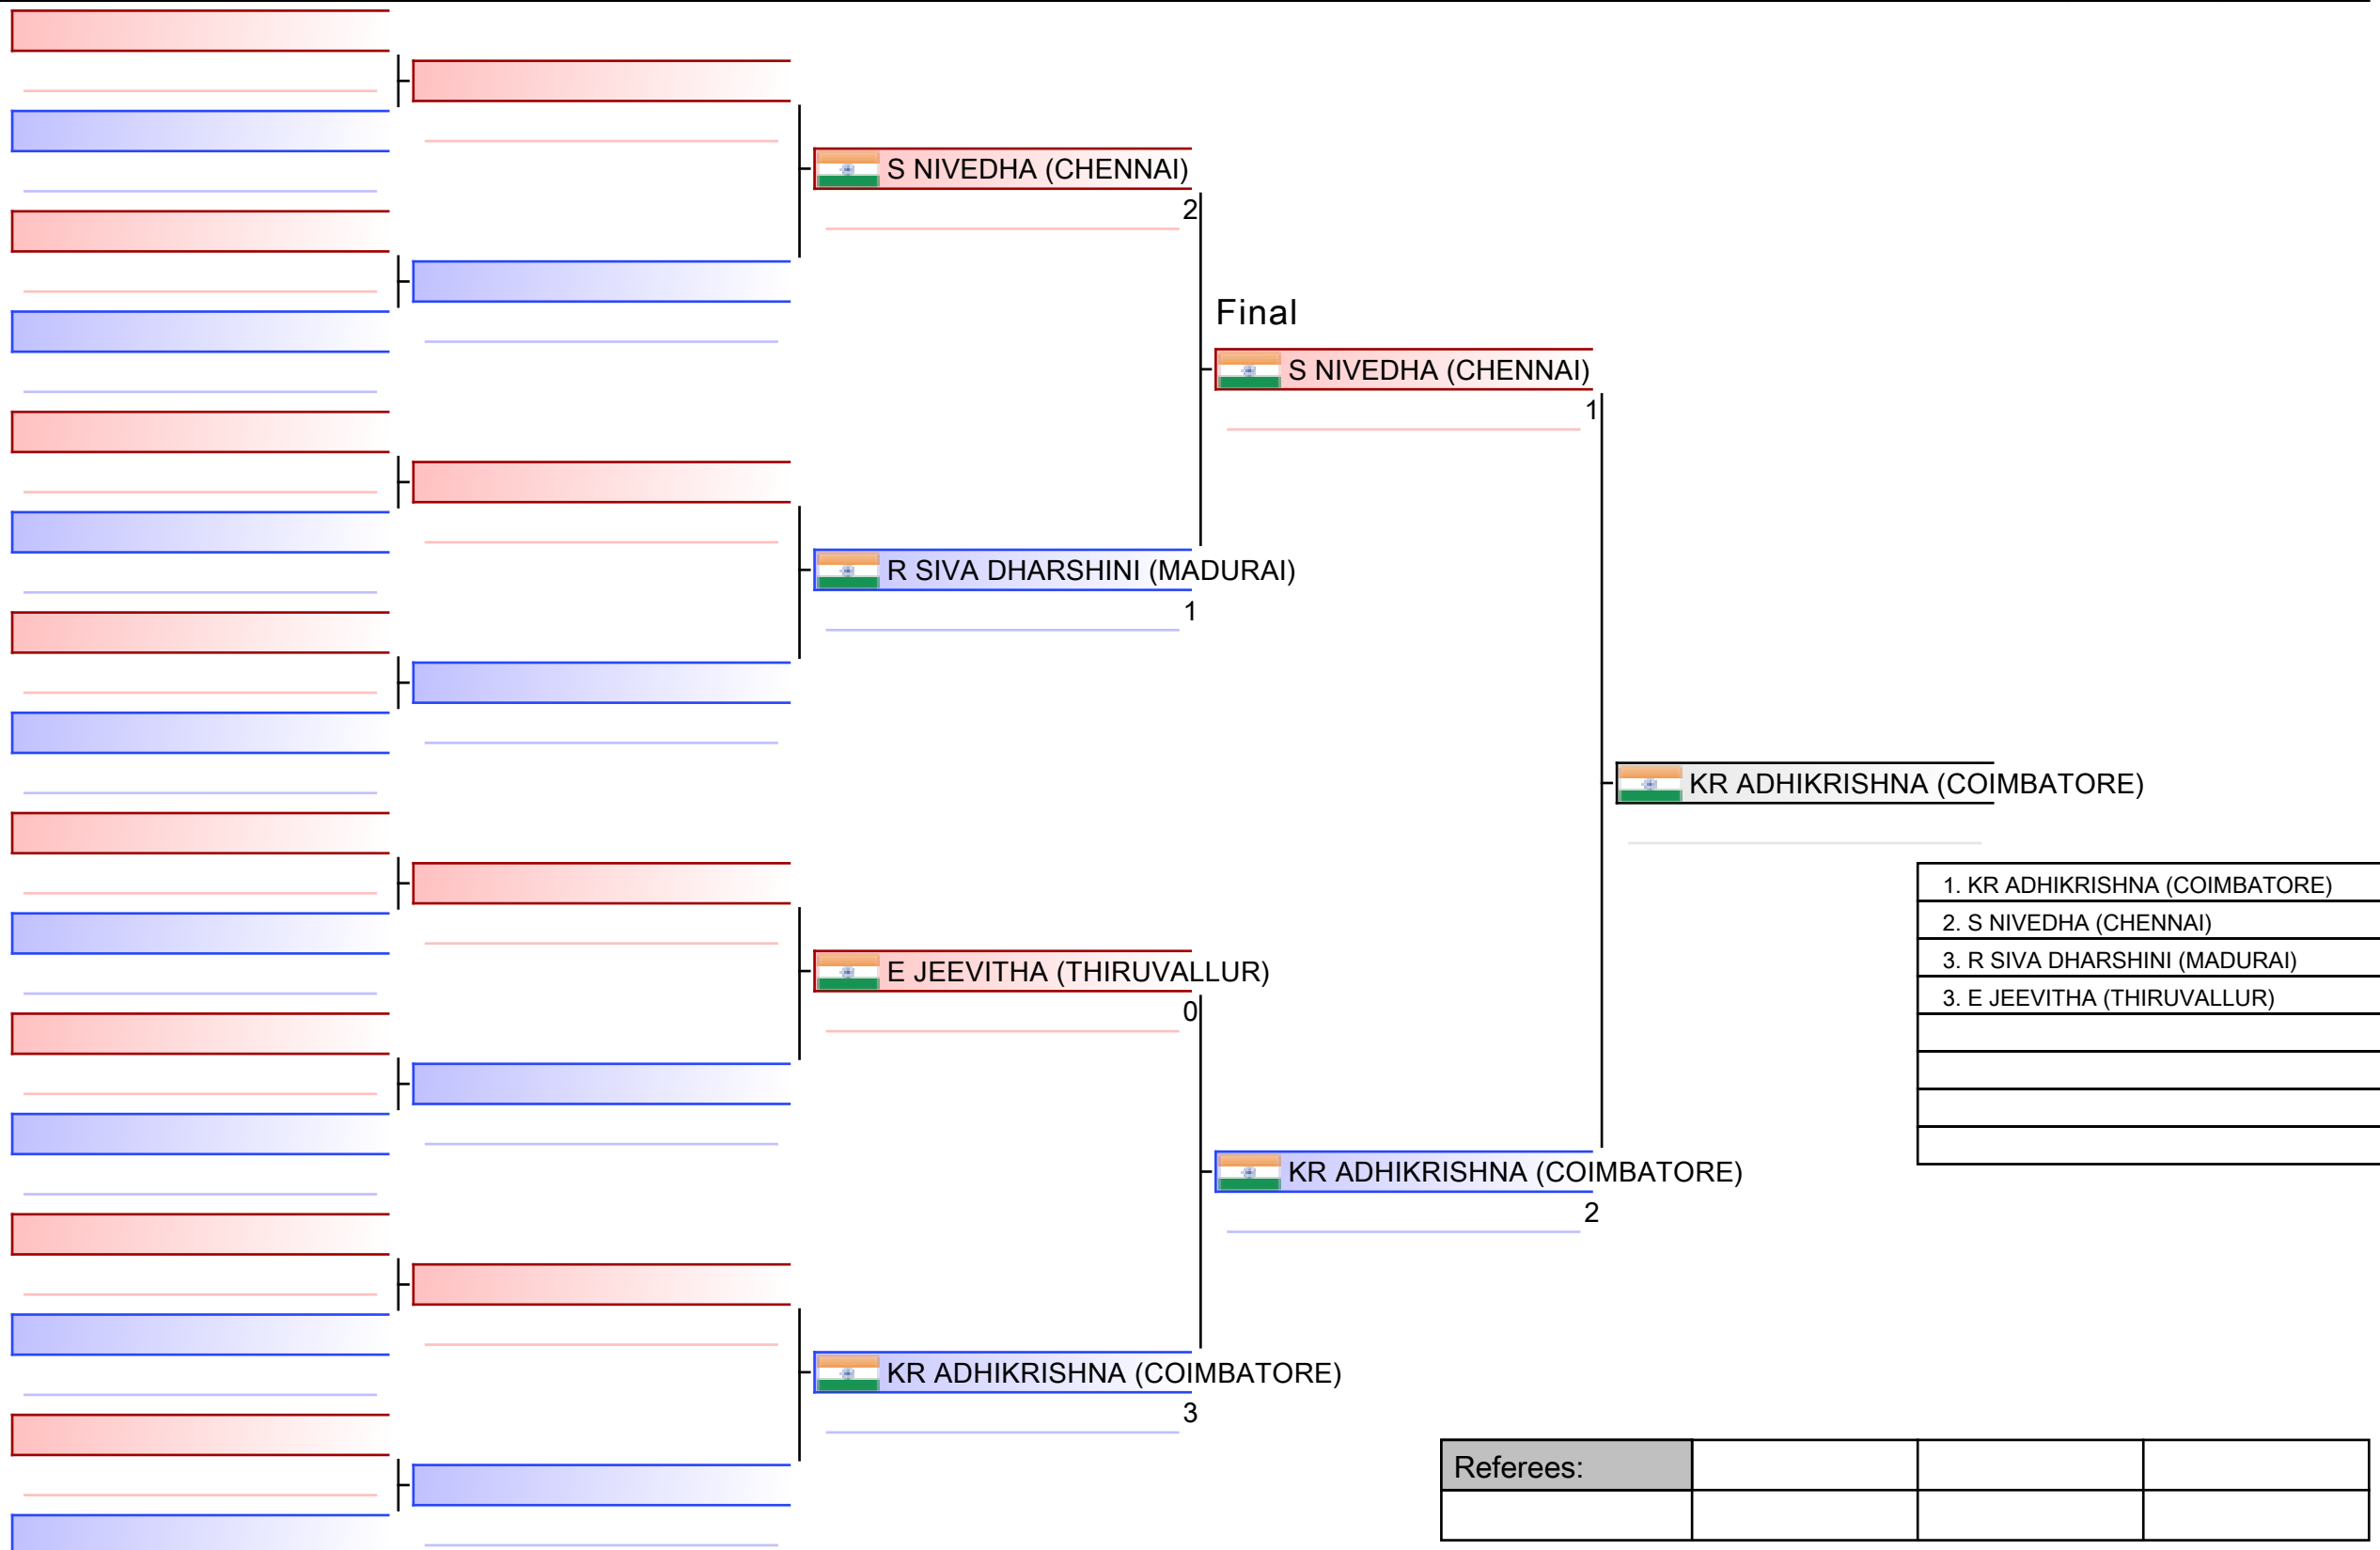 S NIVEDHA (CHENNAI)
2
Final
S NIVEDHA (CHENNAI)
1
R SIVA DHARSHINI (MADURAI)
1
KR ADHIKRISHNA (COIMBATORE)
1. KR ADHIKRISHNA (COIMBATORE)
2. S NIVEDHA (CHENNAI)
3. R SIVA DHARSHINI (MADURAI)
3. E JEEVITHA (THIRUVALLUR)
E JEEVITHA (THIRUVALLUR)
0
KR ADHIKRISHNA (COIMBATORE)
2
KR ADHIKRISHNA (COIMBATORE)
3
Referees: